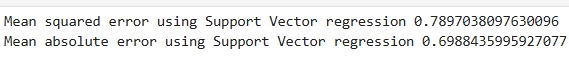 Mean squared error using Support Vector regression 0.7897038097630096
Mean absolute error using Support Vector regression 0.6988435995927077